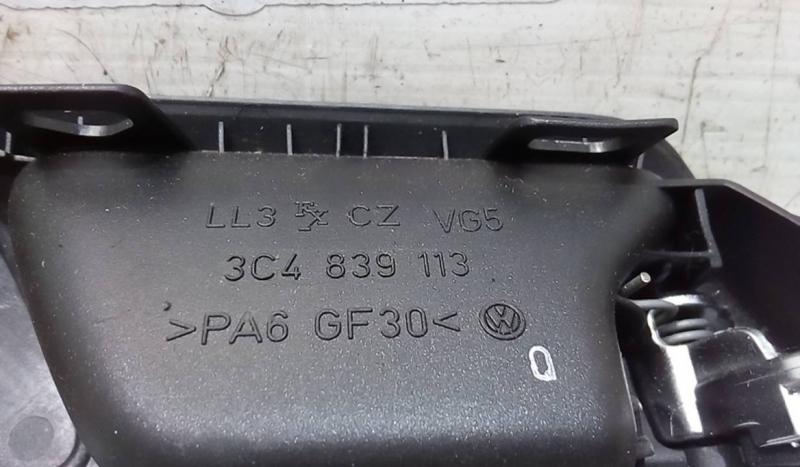 LL3 CZ VG5
3C4 839 113
>PA6 GF30<
Q